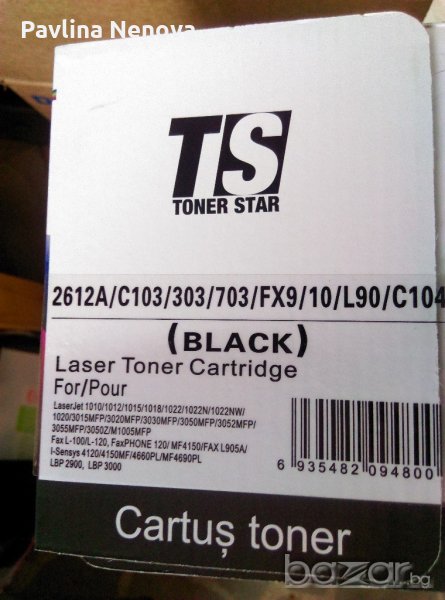 Pavlina Nenova
TS
TONER STAR
2612A/C103/303/703/FX9/10/L90/C104
(BLACK)
Laser Toner Cartridge
For/Pour
LaserJet 1010/1012/1015/1018/1022/1022N/1022NW/
1020/3015MFP/3020MFP/3030MFP/3050MFP/3052MFP/
3055MFP/3050Z/M1005MFP
Fax L-100/L-120, FaxPHONE 120/ MF4150/FAX L905A/
I-Sensys 4120/4150MF/4660PL/MF4690PL
LBP 2900, LBP 3000
6 935482 094800
Cartuș toner
bazar.bg